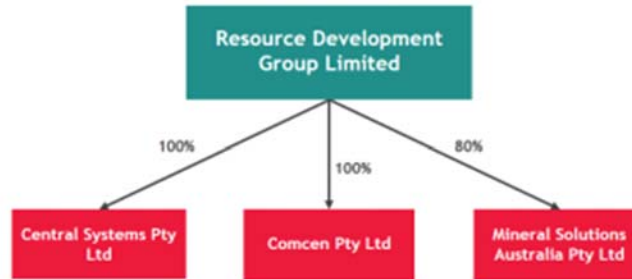 Resource Development
Group Limited
100%
100%
80%
Central Systems Pty
Ltd
Comcen Pty Ltd
Mineral Solutions
Australia Pty Ltd